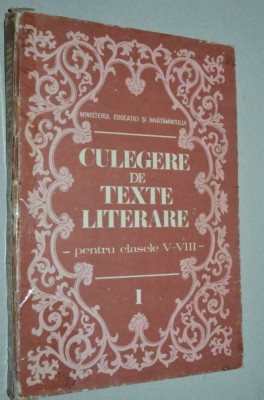 MINISTERUL EDUCAȚIEI ȘI ÎNVĂȚĂMÎNTULUI
CULEGERE
DE
TEXTE
LITERARE
- pentru clasele V-VIII -
I